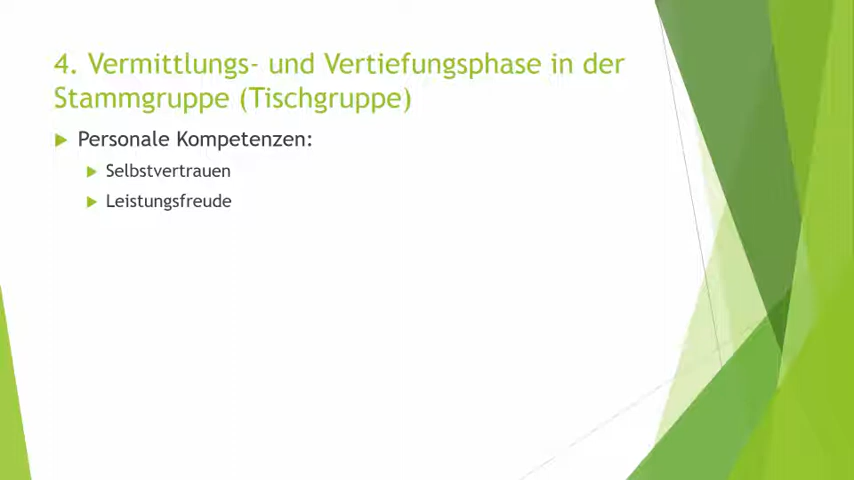 4. Vermittlungs- und Vertiefungsphase in der
Stammgruppe (Tischgruppe)
Personale Kompetenzen:
Selbstvertrauen
Leistungsfreude